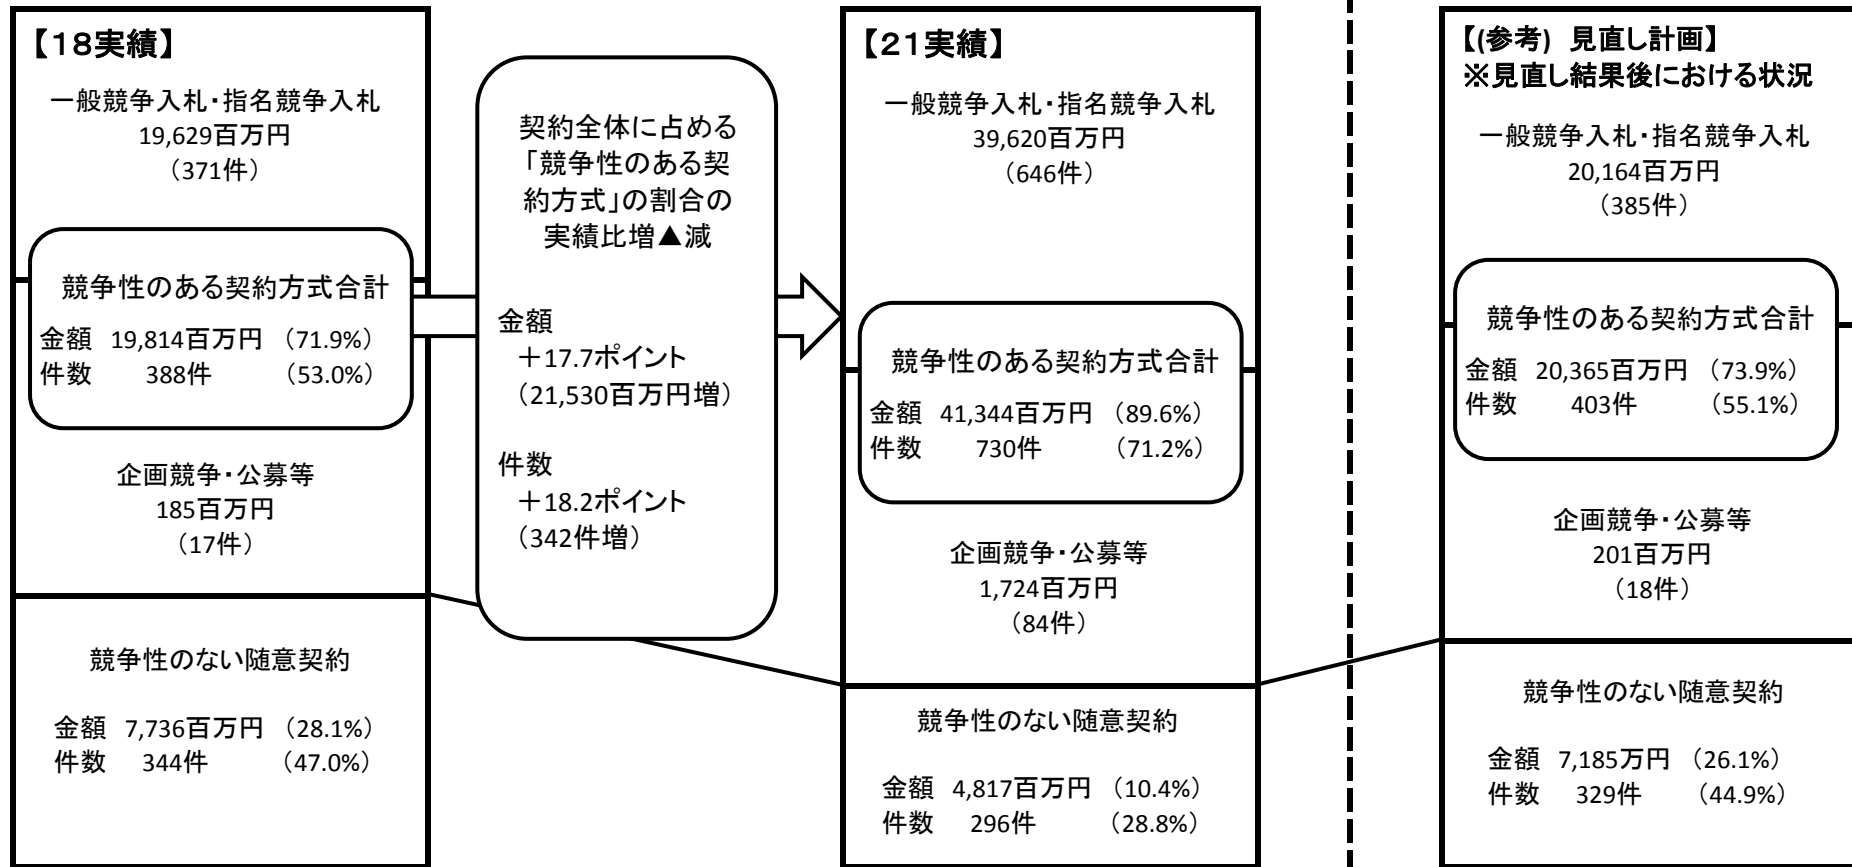 【18実績】
一般競争入札・指名競争入札
19,629百万円
（371件）
競争性のある契約方式合計
金額 19,814百万円 （71.9%）
件数 388件 （53.0%）
企画競争・公募等
185百万円
（17件）
競争性のない随意契約
金額 7,736百万円 （28.1%）
件数 344件 （47.0%）
契約全体に占める
「競争性のある契
約方式」の割合の
実績比増▲減
金額
＋17.7ポイント
（21,530百万円増）
件数
＋18.2ポイント
（342件増）
【21実績】
一般競争入札・指名競争入札
39,620百万円
（646件）
競争性のある契約方式合計
金額 41,344百万円 （89.6%）
件数 730件 （71.2%）
企画競争・公募等
1,724百万円
（84件）
競争性のない随意契約
金額 4,817百万円 （10.4%）
件数 296件 （28.8%）
【(参考) 見直し計画】
※見直し結果後における状況
一般競争入札・指名競争入札
20,164百万円
（385件）
競争性のある契約方式合計
金額 20,365百万円 （73.9%）
件数 403件 （55.1%）
企画競争・公募等
201百万円
（18件）
競争性のない随意契約
金額 7,185万円 （26.1%）
件数 329件 （44.9%）